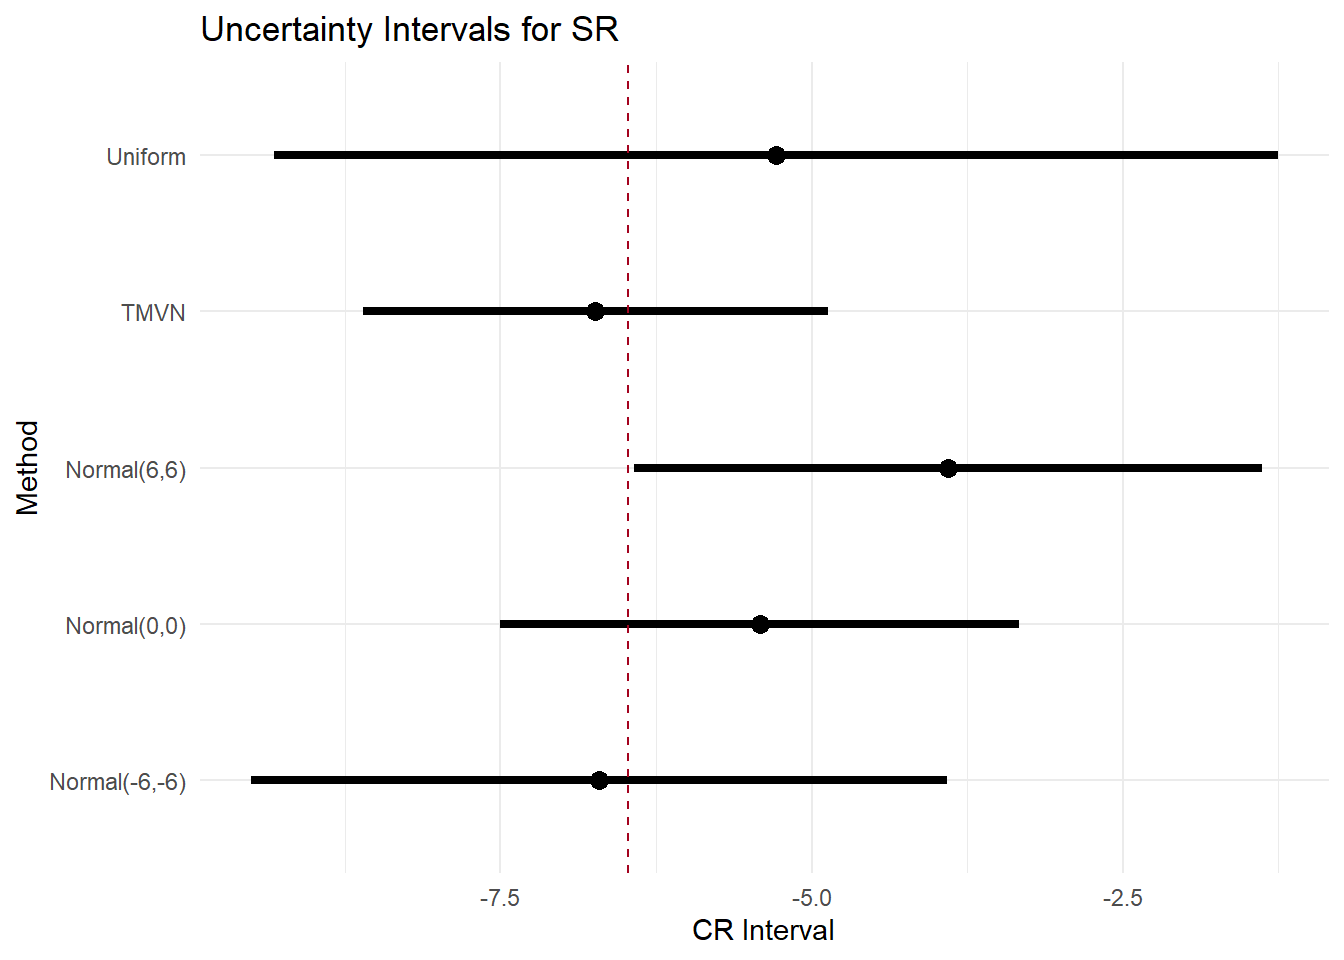 Uncertainty Intervals for SR
Method
Uniform
TMVN
Normal(6,6)
Normal(0,0)
Normal(-6,-6)
-7.5
-5.0
-2.5
CR Interval